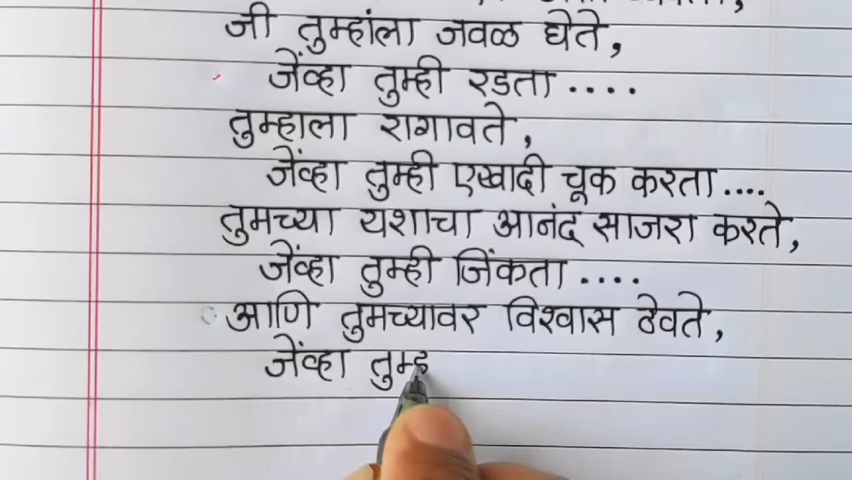 जी तुम्हांला जवळ घेते,
जेंव्हा तुम्ही रडता ....
तुम्हाला रागावते,
जेंव्हा तुम्ही एखादी चूक करता ....
तुमच्या यशाचा आनंद साजरा करते,
जेंव्हा तुम्ही जिंकता ....
आणि तुमच्यावर विश्वास ठेवते,
जेंव्हा तुम्ह